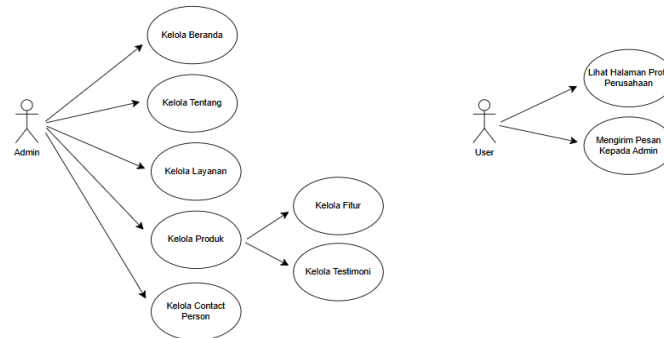 Kelola Beranda
Kelola Tentang
Admin
Kelola Layanan
Kelola Produk
Kelola Fitur
Kelola Testimoni
Kelola Contact
Person
Lihat Halaman
Perusahaan
User
Mengirim Pesan
Kepada Admin